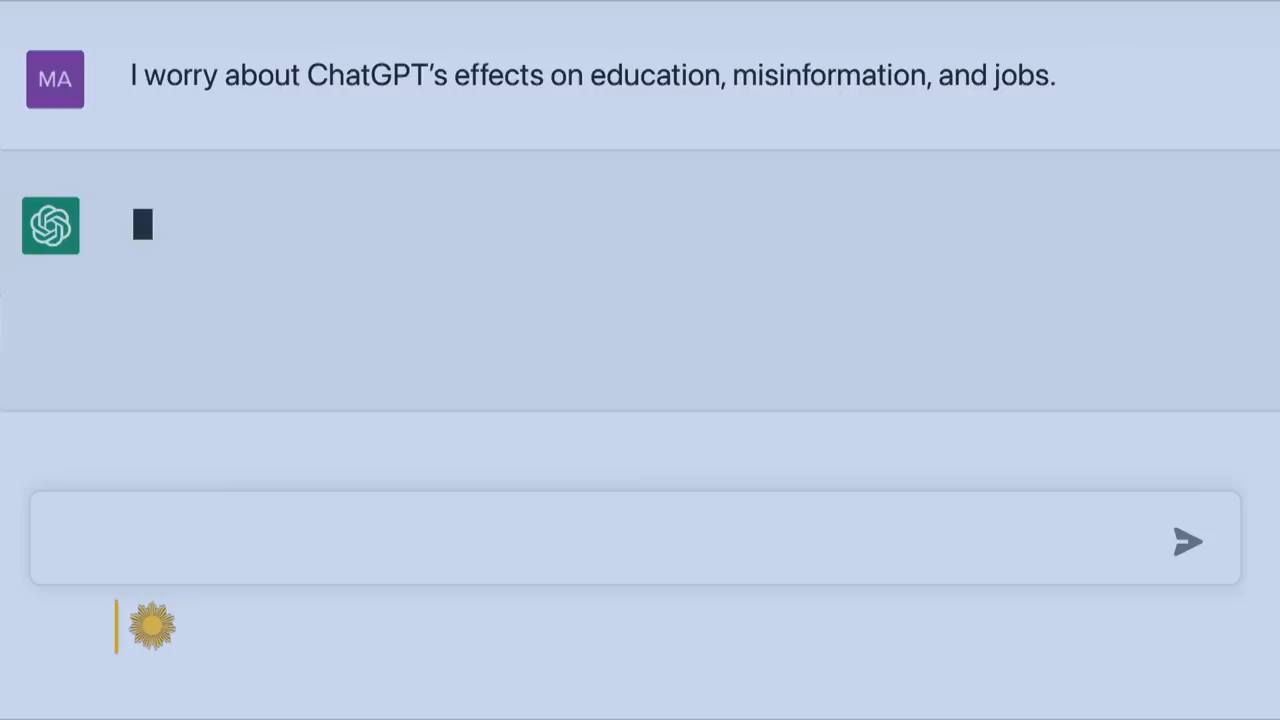 MA
I worry about ChatGPT’s effects on education, misinformation, and jobs.